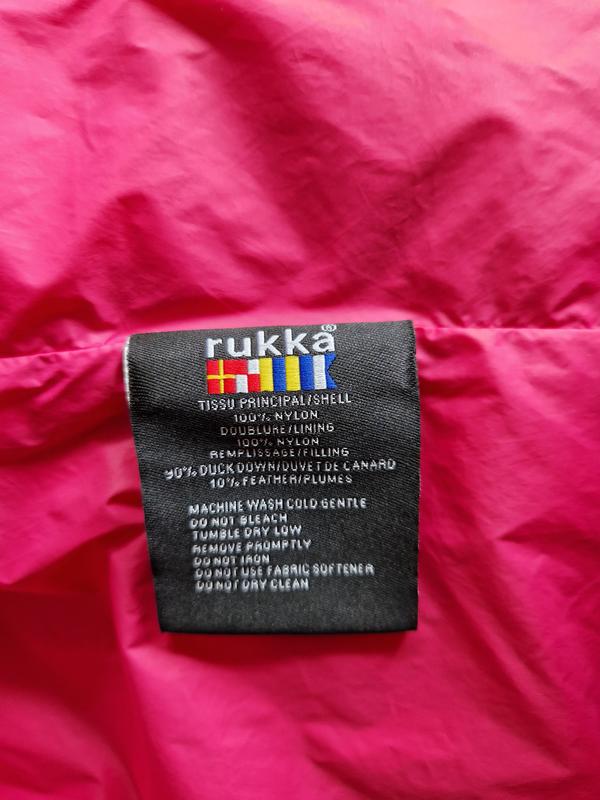 rukka®
TISSU PRINCIPAL/SHELL
100% NYLON
DOUBLURE/LINING
100% NYLON
REMPLISSAGE/FILLING
90% DUCK DOWN/DUVET DE CANARD
10% FEATHER/PLUMES
MACHINE WASH COLD GENTLE
DO NOT BLEACH
TUMBLE DRY LOW
REMOVE PROMPTLY
DO NOT IRON
DO NOT USE FABRIC SOFTENER
DO NOT DRY CLEAN